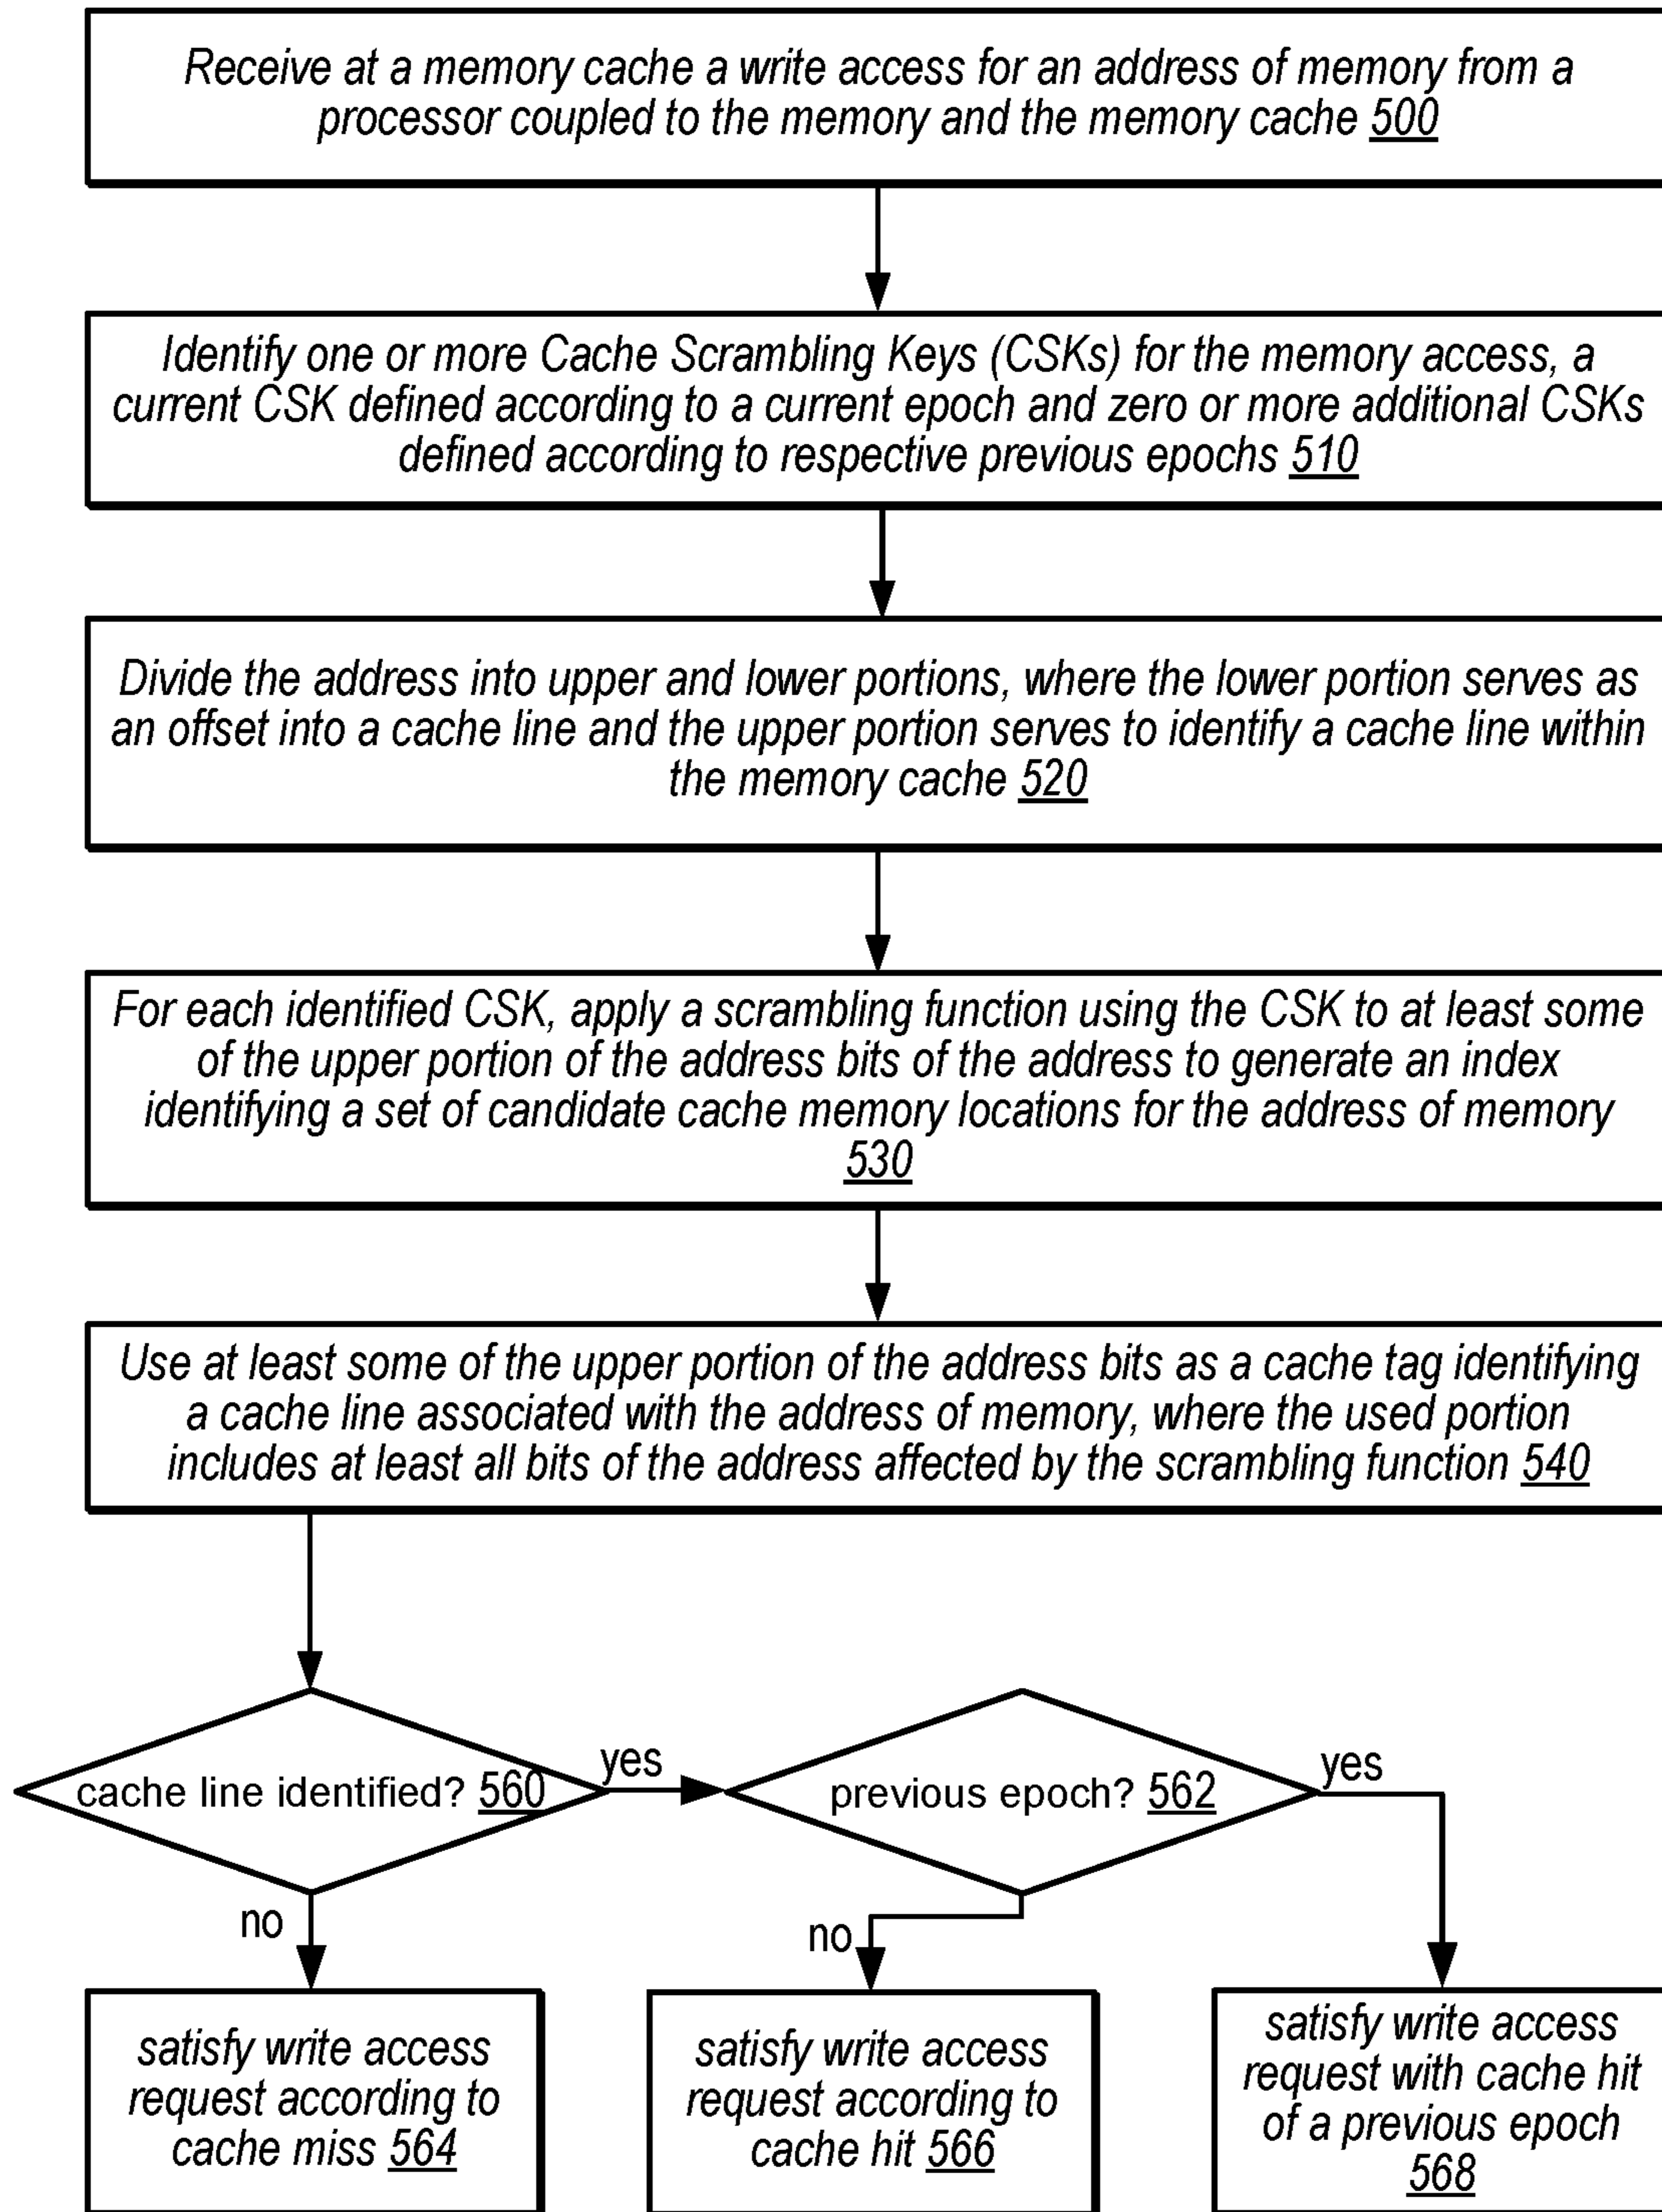 Receive at a memory cache a write access for an address of memory from a
processor coupled to the memory and the memory cache 500
Identify one or more Cache Scrambling Keys (CSKs) for the memory access, a
current CSK defined according to a current epoch and zero or more additional CSKs
defined according to respective previous epochs 510
Divide the address into upper and lower portions, where the lower portion serves as
an offset into a cache line and the upper portion serves to identify a cache line within
the memory cache 520
For each identified CSK, apply a scrambling function using the CSK to at least some
of the upper portion of the address bits of the address to generate an index
identifying a set of candidate cache memory locations for the address of memory
530
Use at least some of the upper portion of the address bits as a cache tag identifying
a cache line associated with the address of memory, where the used portion
includes at least all bits of the address affected by the scrambling function 540
cache line identified? 560
yes
previous epoch? 562
yes
no
no
satisfy write access
request according to
cache miss 564
satisfy write access
request according to
cache hit 566
satisfy write access
request with cache hit
of a previous epoch
568